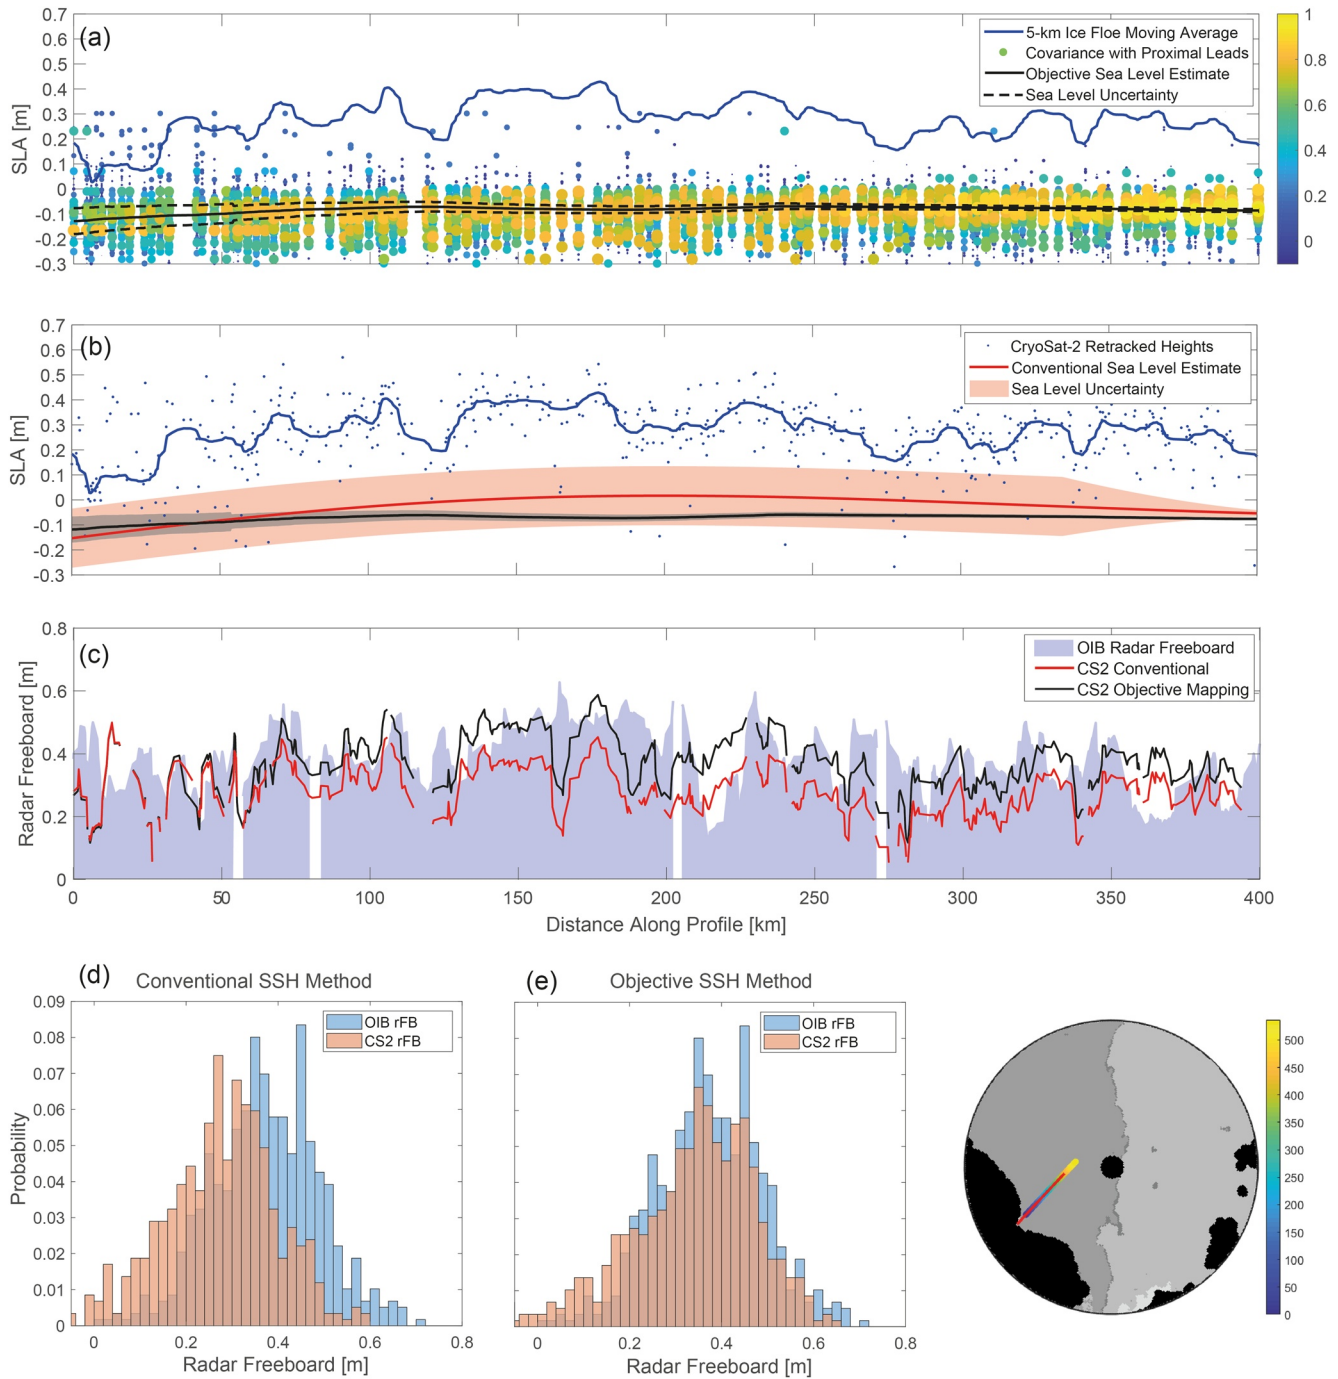 (a)
SLA [m]
0.7
0.6
0.5
0.4
0.3
0.2
0.1
0
-0.1
-0.2
-0.3
5-km Ice Floe Moving Average
Covariance with Proximal Leads
Objective Sea Level Estimate
Sea Level Uncertainty
1
0.8
0.6
0.4
0.2
0
(b)
SLA [m]
0.7
0.6
0.5
0.4
0.3
0.2
0.1
0
-0.1
-0.2
-0.3
CryoSat-2 Retracked Heights
Conventional Sea Level Estimate
Sea Level Uncertainty
(c)
Radar Freeboard [m]
0.8
0.6
0.4
0.2
0
OIB Radar Freeboard
CS2 Conventional
CS2 Objective Mapping
0 50 100 150 200 250 300 350 400
Distance Along Profile [km]
(d)
Conventional SSH Method
Probability
0.09
0.08
0.07
0.06
0.05
0.04
0.03
0.02
0.01
0
OIB rFB
CS2 rFB
0 0.2 0.4 0.6 0.8
Radar Freeboard [m]
(e)
Objective SSH Method
OIB rFB
CS2 rFB
0 0.2 0.4 0.6 0.8
Radar Freeboard [m]
500
450
400
350
300
250
200
150
100
50
0